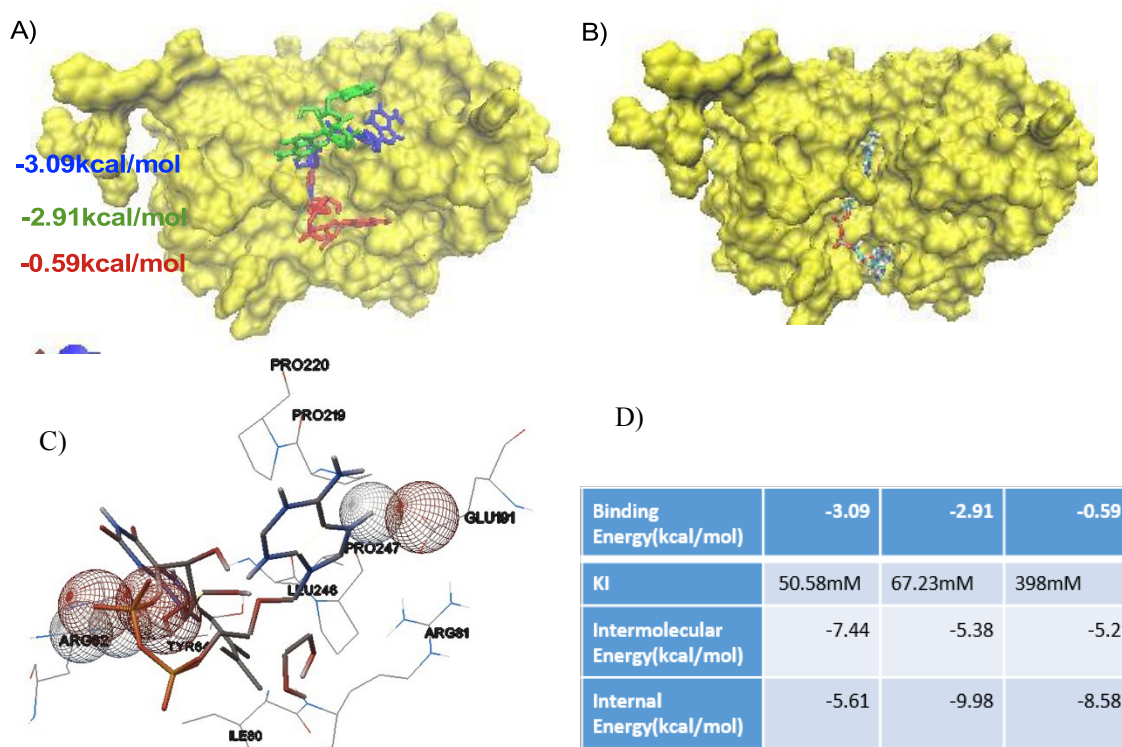 A)
B)
-3.09kcal/mol
-2.91kcal/mol
-0.59kcal/mol
C)
PRO220
PRO219
GLU191
PRO247
LEU246
ARG81
TYR64
ILE80
D)
Binding Energy(kcal/mol) -3.09 -2.91 -0.59
KI 50.58mM 67.23mM 398mM
Intermolecular Energy(kcal/mol) -7.44 -5.38 -5.2
Internal Energy(kcal/mol) -5.61 -9.98 -8.58